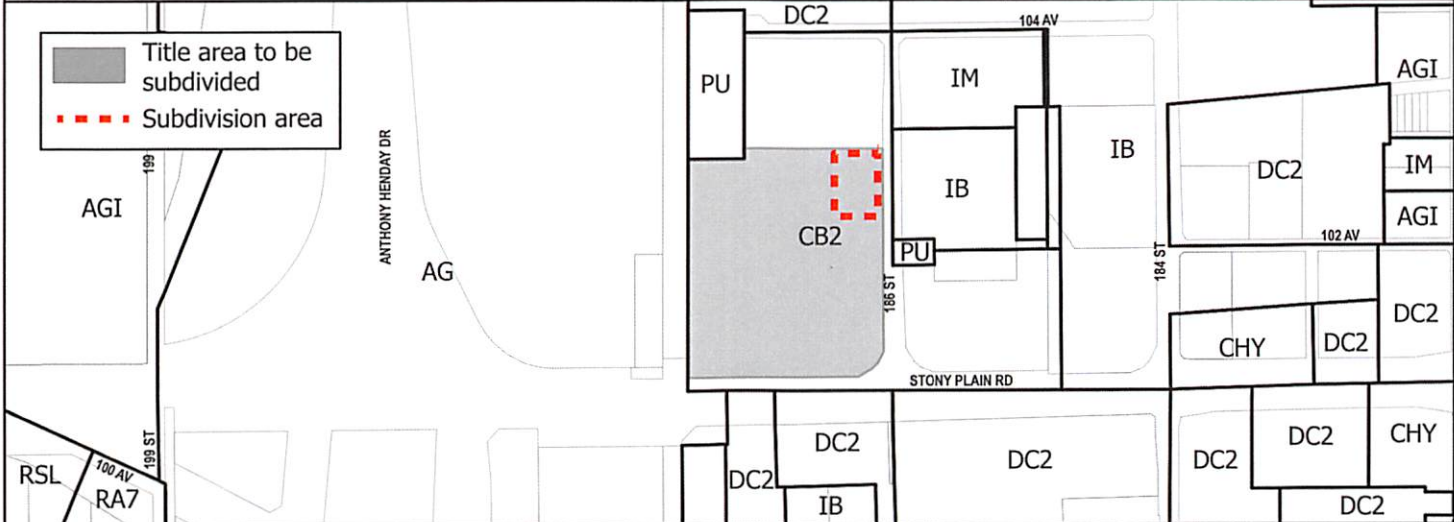 Title area to be
subdivided
Subdivision area
DC2
104 AV
PU
IM
AGI
199
ANTHONY HENDAY DR
AGI
IB
DC2
IM
IB
AGI
CB2
102 AV
AG
PU
186 ST
184 ST
DC2
CHY
DC2
STONY PLAIN RD
199 ST
100 AV
RSL
RA7
DC2
DC2
IB
DC2
DC2
DC2
CHY
DC2